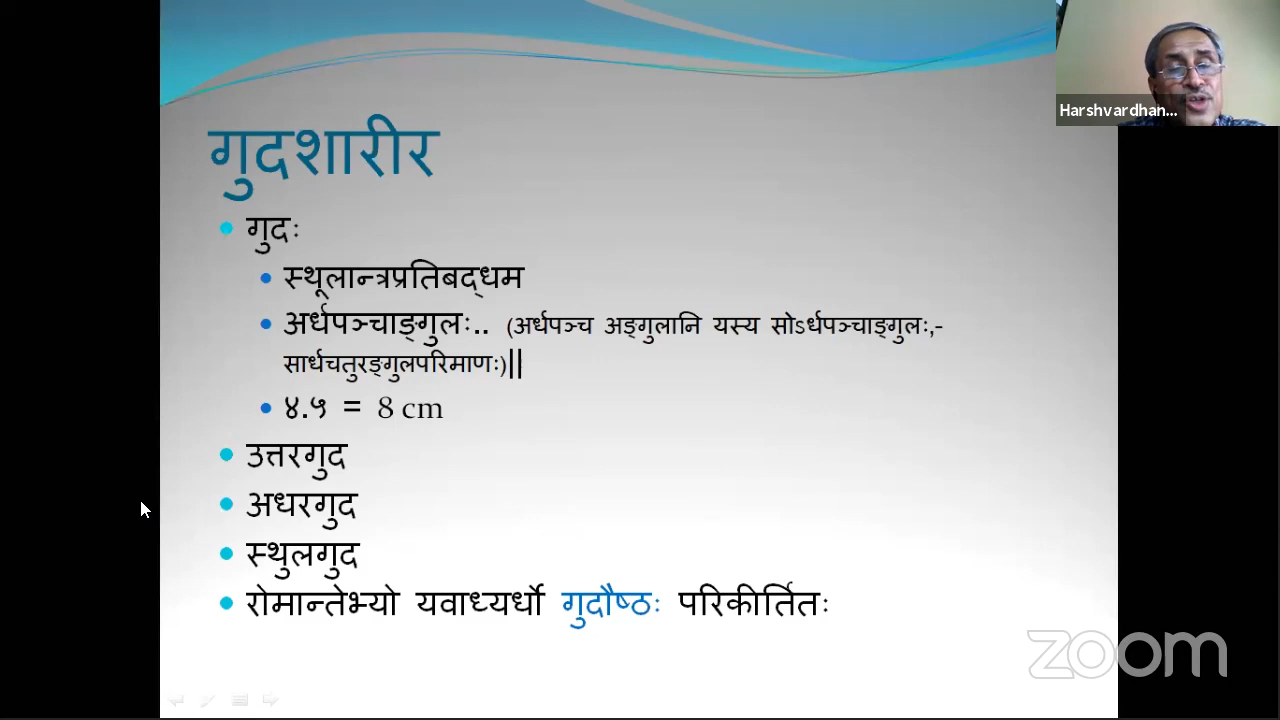 Harshvardhan...
गुदशारीर
गुदः
स्थूलान्त्रप्रतिबद्धम
अर्धपञ्चाङ्गुलः.. (अर्धपञ्च अङ्गुलानि यस्य सोऽर्धपञ्चाङ्गुलः,-
सार्धचतुरङ्गुलपरिमाणः)||
४.५ = 8 cm
उत्तरगुद
अधरगुद
स्थुलगुद
रोमान्तेभ्यो यवाध्यर्धो गुदौष्ठः परिकीर्तितः
zoom